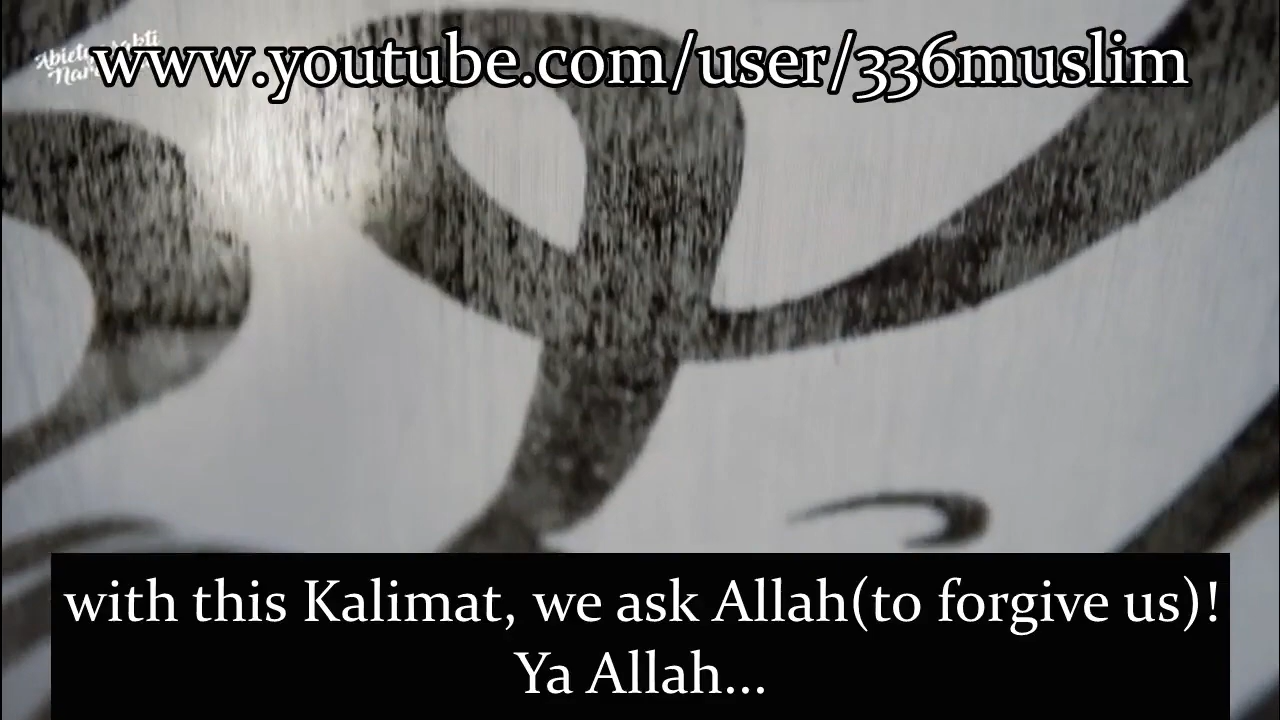 www.youtube.com/user/336muslim
with this Kalimat, we ask Allah(to forgive us)!
Ya Allah...